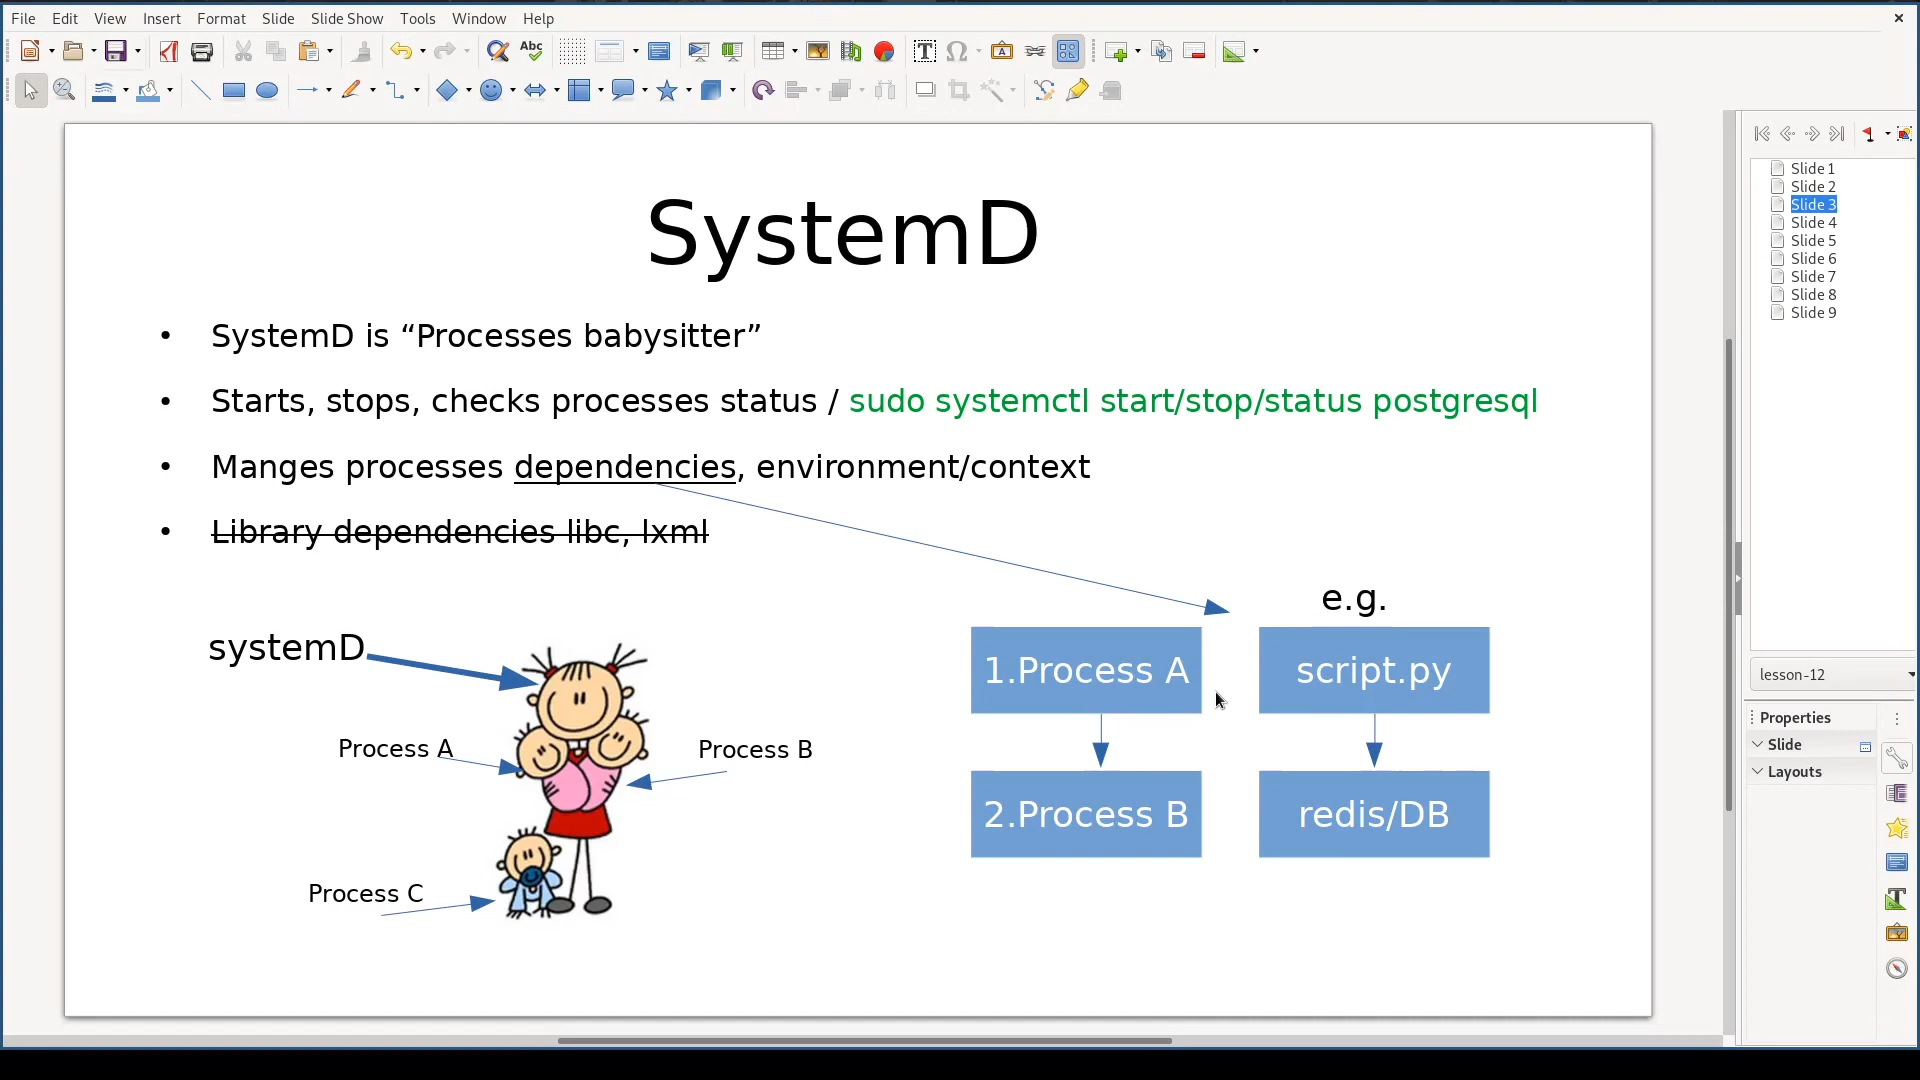 File Edit View Insert Format Slide Slide Show Tools Window Help
SystemD
• SystemD is “Processes babysitter”
• Starts, stops, checks processes status / sudo systemctl start/stop/status postgresql
• Manges processes dependencies, environment/context
• Library dependencies libc, lxml
systemD
Process A
Process B
Process C
e.g.
1.Process A
script.py
2.Process B
redis/DB
Slide 1
Slide 2
Slide 3
Slide 4
Slide 5
Slide 6
Slide 7
Slide 8
Slide 9
lesson-12
Properties
Slide
Layouts